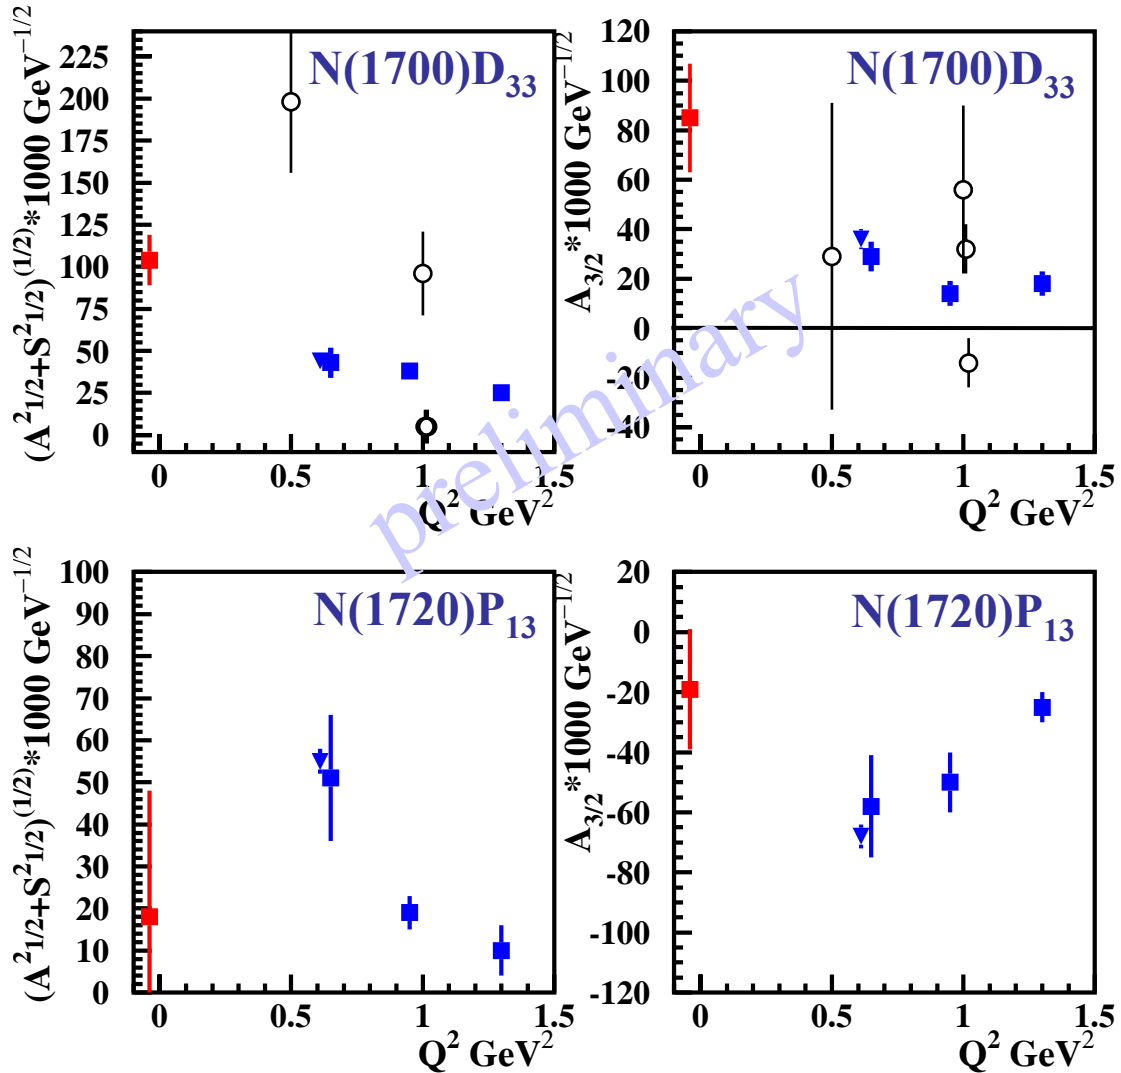 N(1700)D33
(A²1/2+S²1/2)(1/2)*1000 GeV−1/2
225
200
175
150
125
100
75
50
25
0
0 0.5 1 1.5
Q² GeV²
N(1700)D33
A3/2*1000 GeV−1/2
120
100
80
60
40
20
0
-20
-40
0 0.5 1 1.5
Q² GeV²
preliminary
N(1720)P13
(A²1/2+S²1/2)(1/2)*1000 GeV−1/2
100
90
80
70
60
50
40
30
20
10
0
0 0.5 1 1.5
Q² GeV²
N(1720)P13
A3/2*1000 GeV−1/2
20
0
-20
-40
-60
-80
-100
-120
0 0.5 1 1.5
Q² GeV²